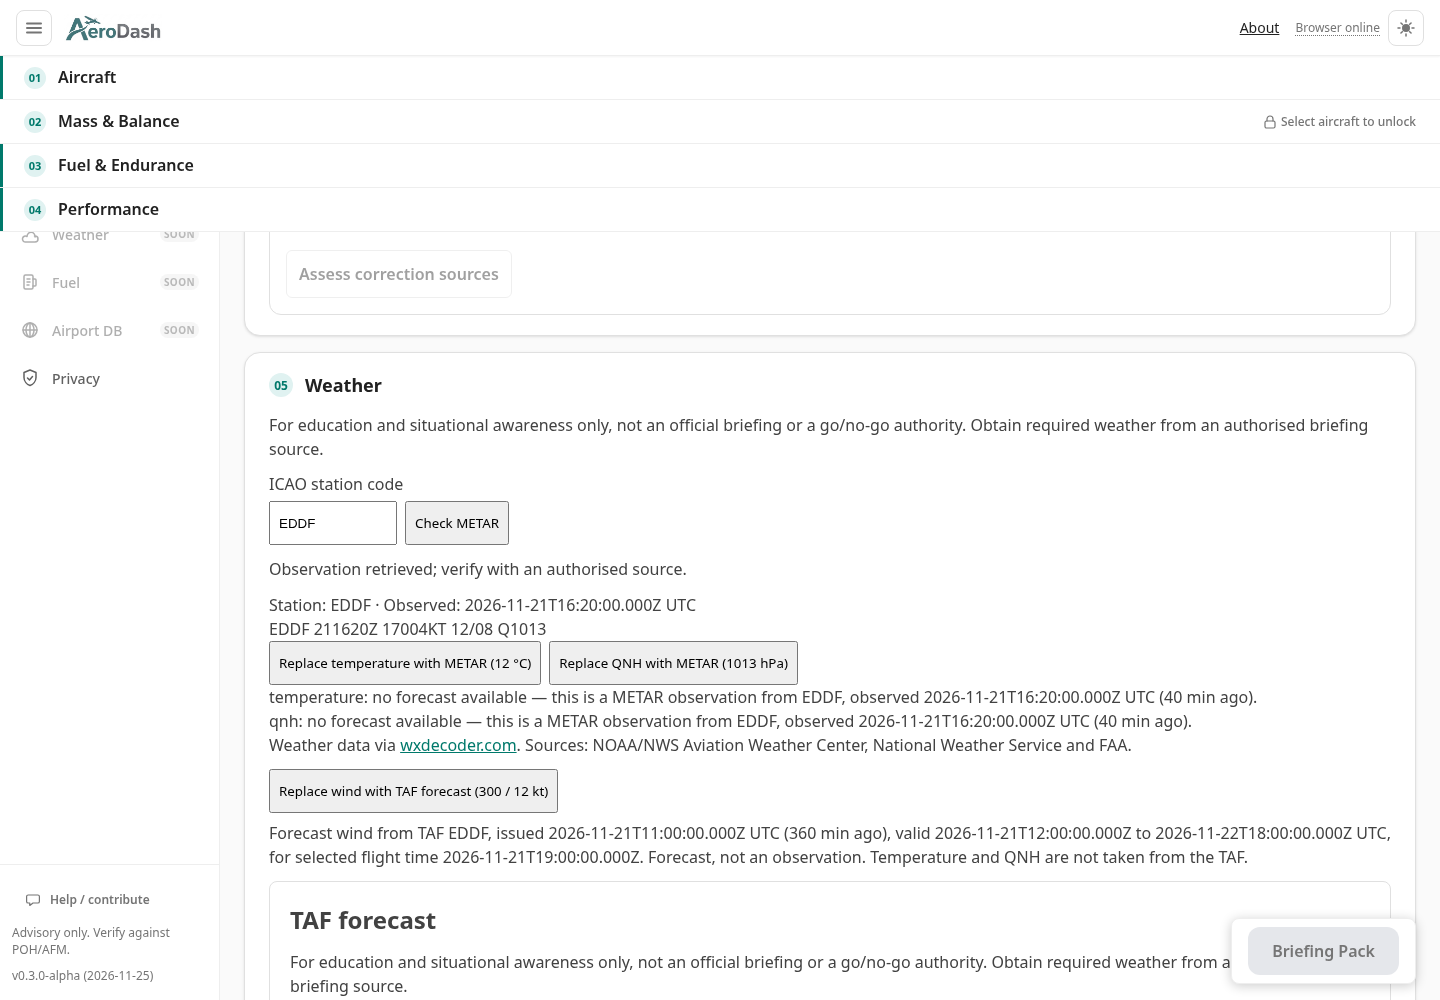 AeroDash
About
Browser online
01 Aircraft
02 Mass & Balance
Select aircraft to unlock
03 Fuel & Endurance
04 Performance
Weather SOON
Fuel SOON
Airport DB SOON
Privacy
Assess correction sources
05 Weather
For education and situational awareness only, not an official briefing or a go/no-go authority. Obtain required weather from an authorised briefing
source.
ICAO station code
EDDF
Check METAR
Observation retrieved; verify with an authorised source.
Station: EDDF · Observed: 2026-11-21T16:20:00.000Z UTC
EDDF 211620Z 17004KT 12/08 Q1013
Replace temperature with METAR (12 °C)
Replace QNH with METAR (1013 hPa)
temperature: no forecast available — this is a METAR observation from EDDF, observed 2026-11-21T16:20:00.000Z UTC (40 min ago).
qnh: no forecast available — this is a METAR observation from EDDF, observed 2026-11-21T16:20:00.000Z UTC (40 min ago).
Weather data via wxdecoder.com. Sources: NOAA/NWS Aviation Weather Center, National Weather Service and FAA.
Replace wind with TAF forecast (300 / 12 kt)
Forecast wind from TAF EDDF, issued 2026-11-21T11:00:00.000Z UTC (360 min ago), valid 2026-11-21T12:00:00.000Z to 2026-11-22T18:00:00.000Z UTC,
for selected flight time 2026-11-21T19:00:00.000Z. Forecast, not an observation. Temperature and QNH are not taken from the TAF.
TAF forecast
For education and situational awareness only, not an official briefing or a go/no-go authority. Obtain required weather from a
briefing source.
Briefing Pack
Help / contribute
Advisory only. Verify against
POH/AFM.
v0.3.0-alpha (2026-11-25)